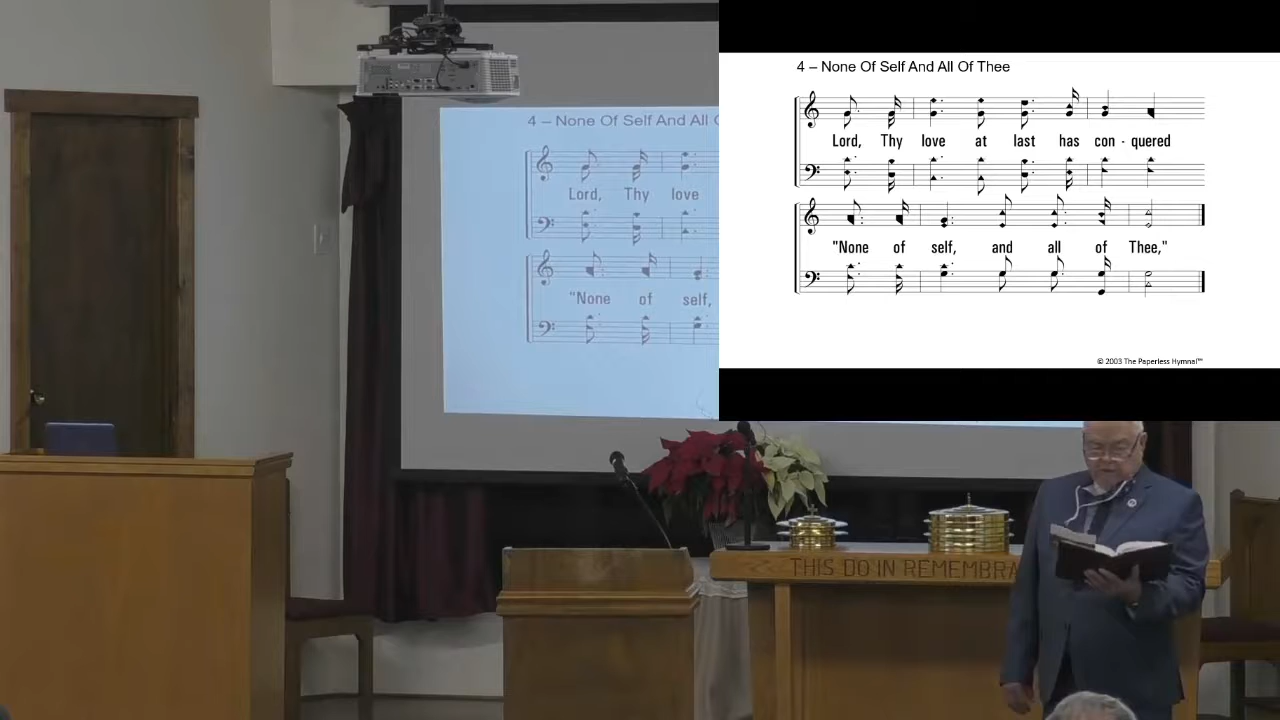 4 – None Of Self And All Of Thee
Lord, Thy love at last has con - quered
"None of self, and all of Thee,"
© 2003 The Paperless Hymnal™
4 – None Of Self And All
Lord, Thy love
"None of self,
THIS DO IN REMEMBRA